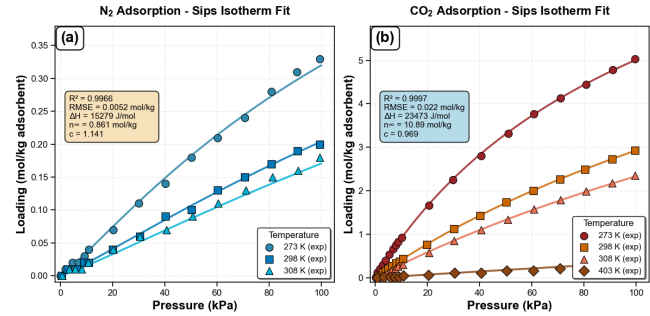 N₂ Adsorption - Sips Isotherm Fit
(a)
R² = 0.9966
RMSE = 0.0052 mol/kg
ΔH = 15279 J/mol
n∞ = 0.861 mol/kg
c = 1.141
Loading (mol/kg adsorbent)
0.35
0.30
0.25
0.20
0.15
0.10
0.05
0.00
Temperature
273 K (exp)
298 K (exp)
308 K (exp)
0 20 40 60 80 100
Pressure (kPa)
CO₂ Adsorption - Sips Isotherm Fit
(b)
R² = 0.9997
RMSE = 0.022 mol/kg
ΔH = 23473 J/mol
n∞ = 10.89 mol/kg
c = 0.969
Loading (mol/kg adsorbent)
5
4
3
2
1
0
Temperature
273 K (exp)
298 K (exp)
308 K (exp)
403 K (exp)
0 20 40 60 80 100
Pressure (kPa)